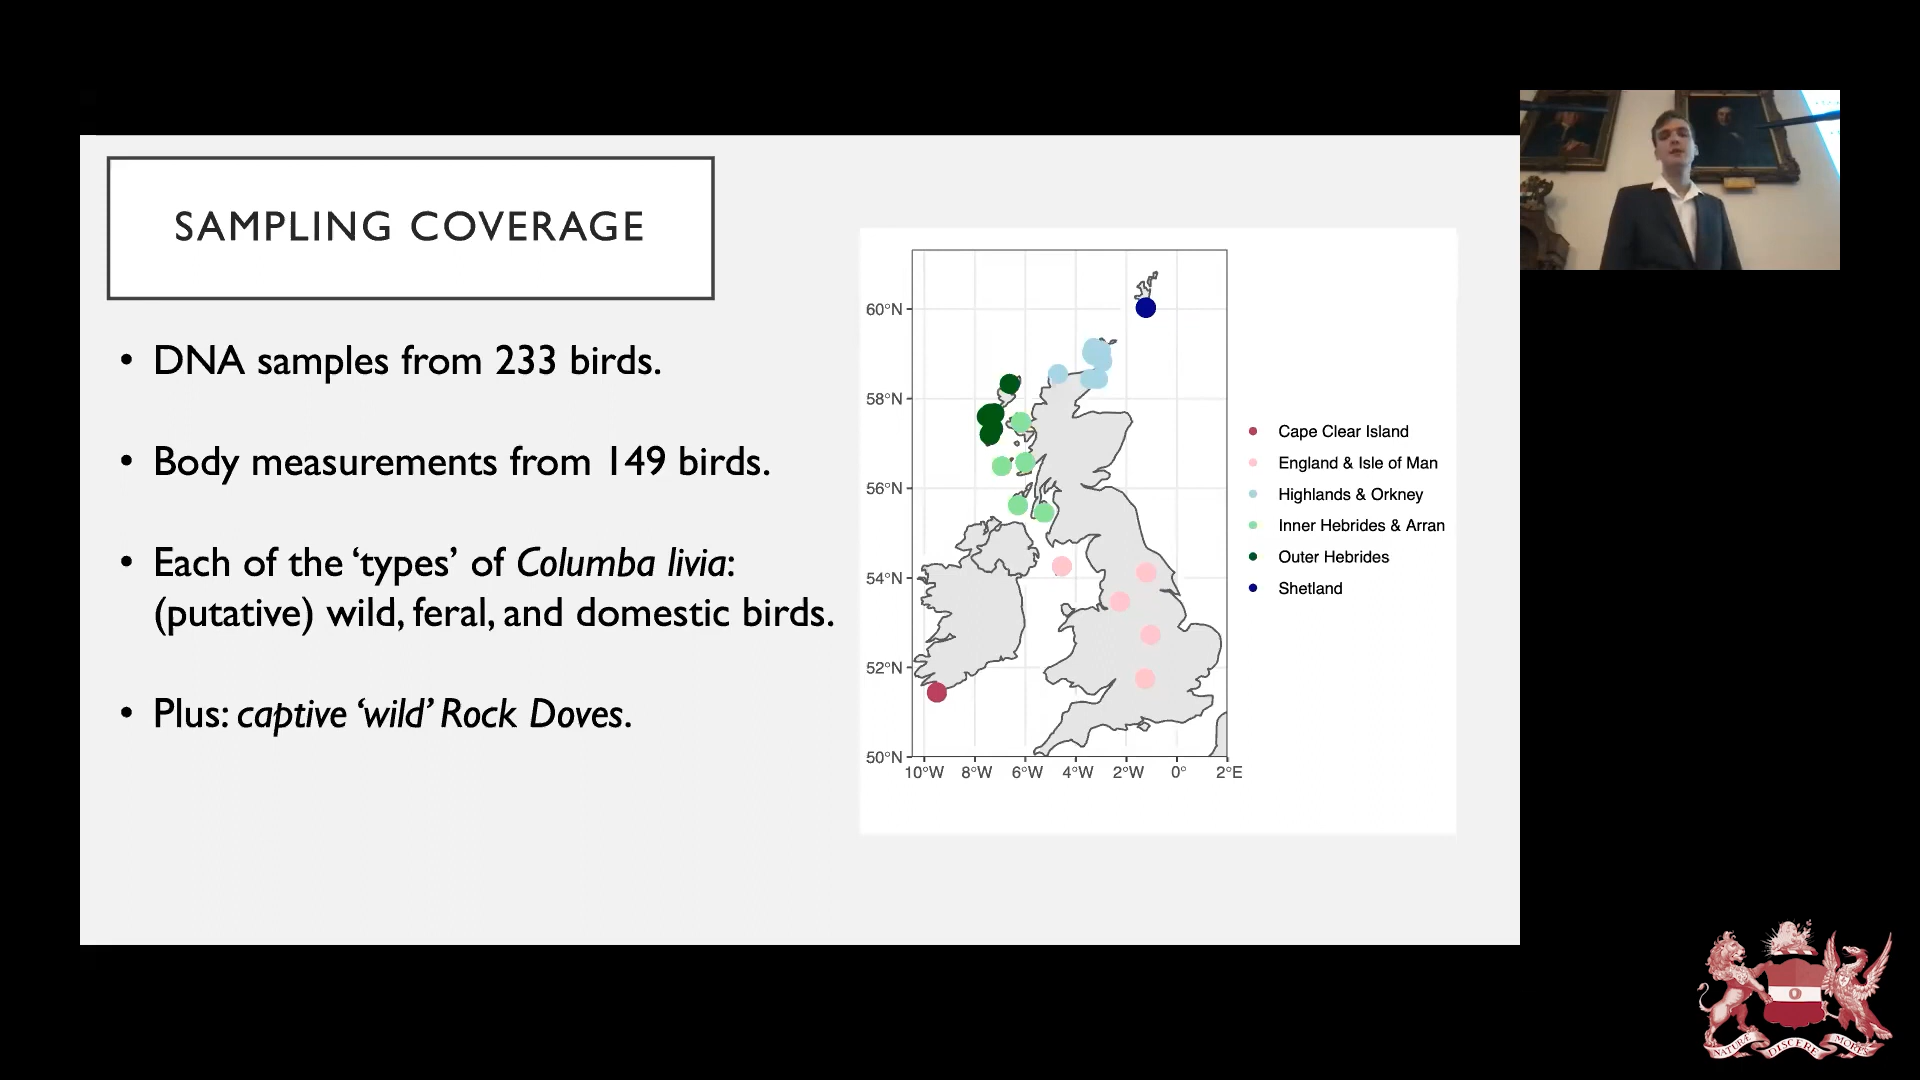 SAMPLING COVERAGE
• DNA samples from 233 birds.
• Body measurements from 149 birds.
• Each of the ‘types’ of Columba livia:
(putative) wild, feral, and domestic birds.
• Plus: captive ‘wild’ Rock Doves.
60°N
58°N
56°N
54°N
52°N
50°N
10°W 8°W 6°W 4°W 2°W 0° 2°E
Cape Clear Island
England & Isle of Man
Highlands & Orkney
Inner Hebrides & Arran
Outer Hebrides
Shetland
NATURÆ DISCERE MORES